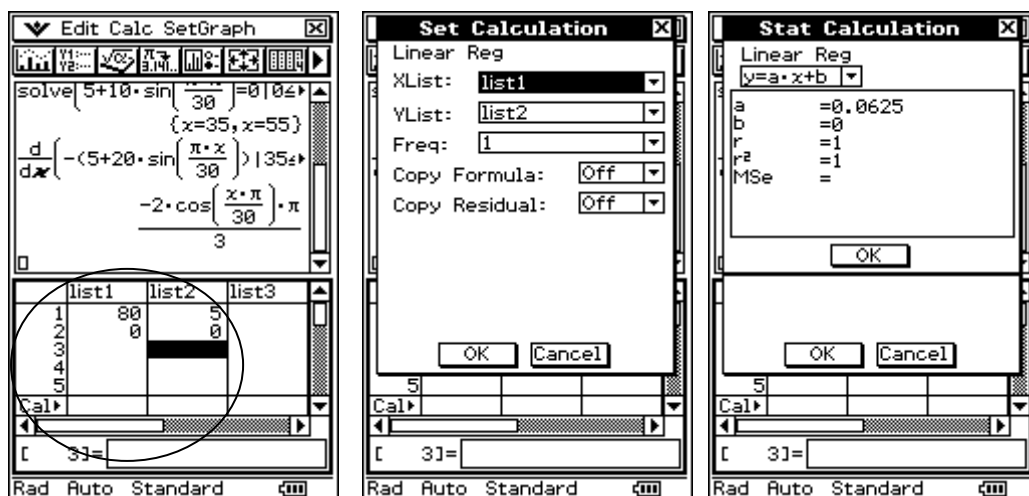 Edit Calc SetGraph
solve(5+10·sin(π·x/30)=0|0≤
{x=35,x=55}
d/dx(-(5+20·sin(π·x/30))|35≤
-2·cos(x·π/30)·π
3
list1 list2 list3
1 80 5
2 0 0
3
4
5
Cal
[ 3]=
Rad Auto Standard
Set Calculation
Linear Reg
XList: list1
YList: list2
Freq: 1
Copy Formula: Off
Copy Residual: Off
OK Cancel
5
Cal
[ 3]=
Rad Auto Standard
Stat Calculation
Linear Reg
y=a·x+b
a =0.0625
b =0
r =1
r² =1
MSe =
OK
OK Cancel
5
Cal
[ 3]=
Rad Auto Standard